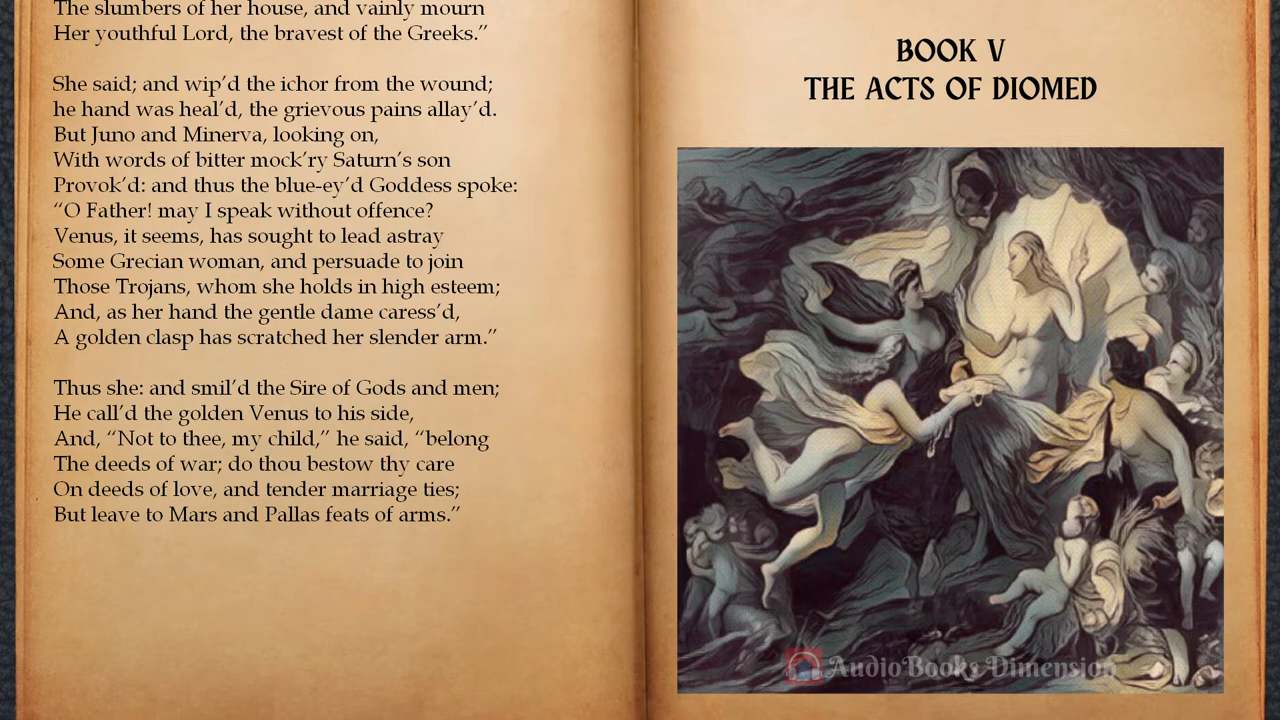 The slumbers of her house, and vainly mourn
Her youthful Lord, the bravest of the Greeks.”
She said; and wip’d the ichor from the wound;
he hand was heal’d, the grievous pains allay’d.
But Juno and Minerva, looking on,
With words of bitter mock’ry Saturn’s son
Provok’d: and thus the blue-ey’d Goddess spoke:
“O Father! may I speak without offence?
Venus, it seems, has sought to lead astray
Some Grecian woman, and persuade to join
Those Trojans, whom she holds in high esteem;
And, as her hand the gentle dame caress’d,
A golden clasp has scratched her slender arm.”
Thus she: and smil’d the Sire of Gods and men;
He call’d the golden Venus to his side,
And, “Not to thee, my child,” he said, “belong
The deeds of war; do thou bestow thy care
On deeds of love, and tender marriage ties;
But leave to Mars and Pallas feats of arms.”
BOOK V
THE ACTS OF DIOMED
AudioBooks Dimension